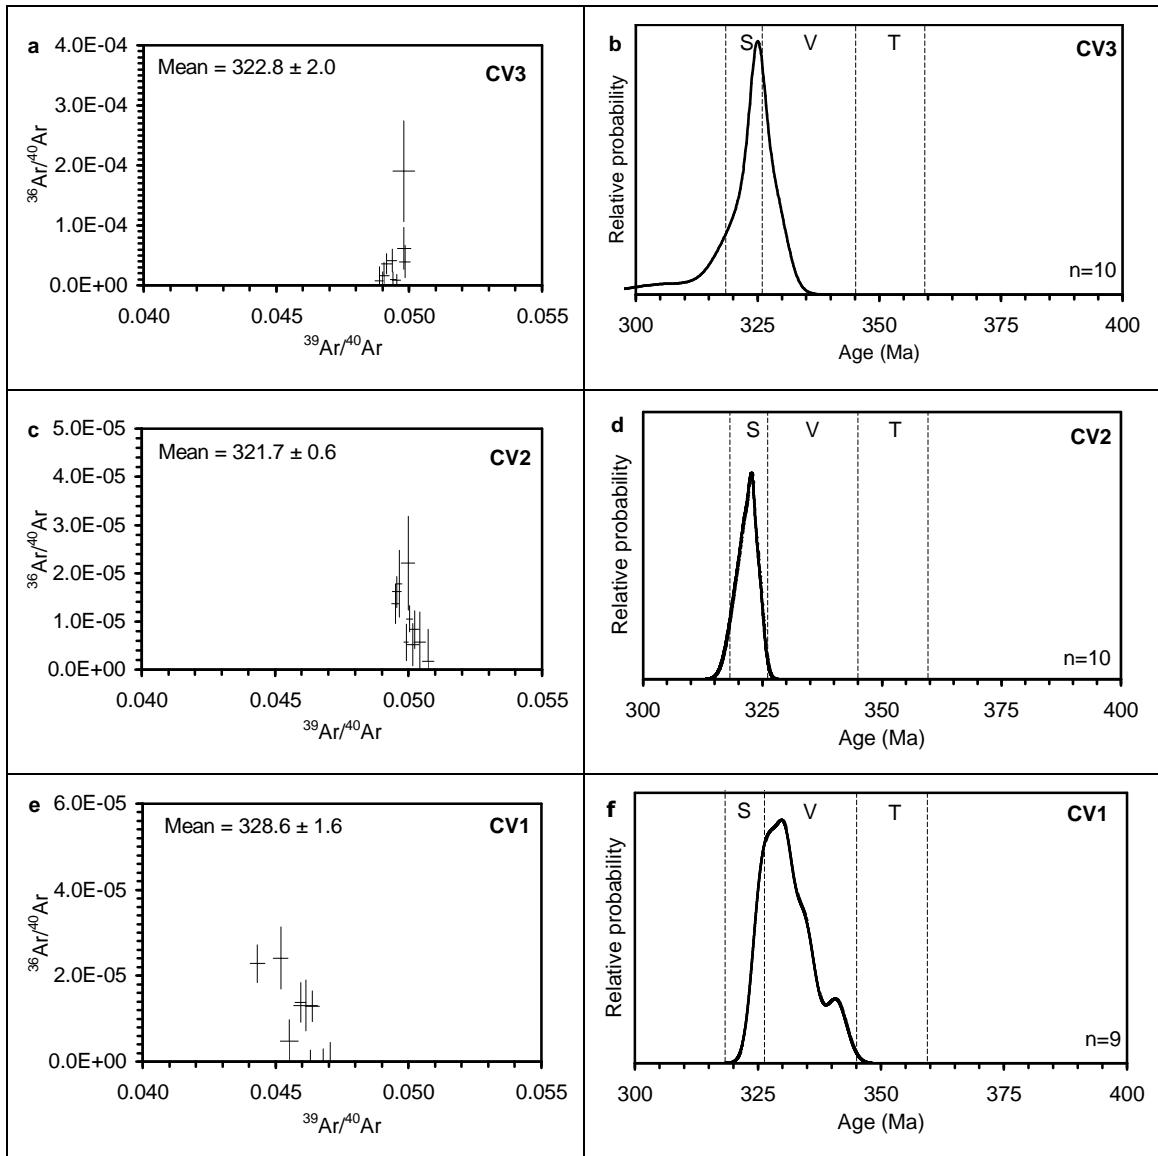 a
4.0E-04
Mean = 322.8 ± 2.0
CV3
3.0E-04
2.0E-04
1.0E-04
0.0E+00
³⁶Ar/⁴⁰Ar
0.040 0.045 0.050 0.055
³⁹Ar/⁴⁰Ar
b
S V T
CV3
Relative probability
n=10
300 325 350 375 400
Age (Ma)
c
5.0E-05
Mean = 321.7 ± 0.6
CV2
4.0E-05
3.0E-05
2.0E-05
1.0E-05
0.0E+00
³⁶Ar/⁴⁰Ar
0.040 0.045 0.050 0.055
³⁹Ar/⁴⁰Ar
d
S V T
CV2
Relative probability
n=10
300 325 350 375 400
Age (Ma)
e
6.0E-05
Mean = 328.6 ± 1.6
CV1
4.0E-05
2.0E-05
0.0E+00
³⁶Ar/⁴⁰Ar
0.040 0.045 0.050 0.055
³⁹Ar/⁴⁰Ar
f
S V T
CV1
Relative probability
n=9
300 325 350 375 400
Age (Ma)